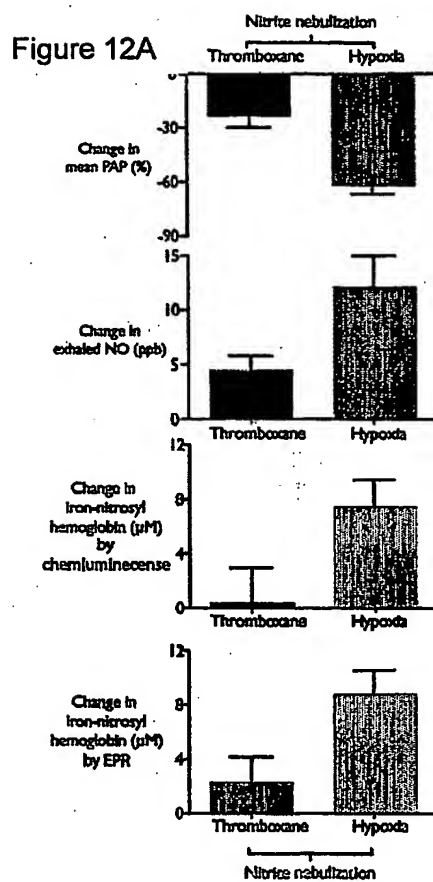 Figure 12A
Nitrite nebulization
Thromboxane Hypoxia
0
-30
-60
-90
Change in
mean PAP (%)
15
10
5
0
Change in
exhaled NO (ppb)
Thromboxane Hypoxia
12
8
4
0
Change in
iron-nitrosyl
hemoglobin (µM)
by
chemiluminecense
Thromboxane Hypoxia
12
8
4
0
Change in
iron-nitrosyl
hemoglobin (µM)
by EPR
Thromboxane Hypoxia
Nitrite nebulization